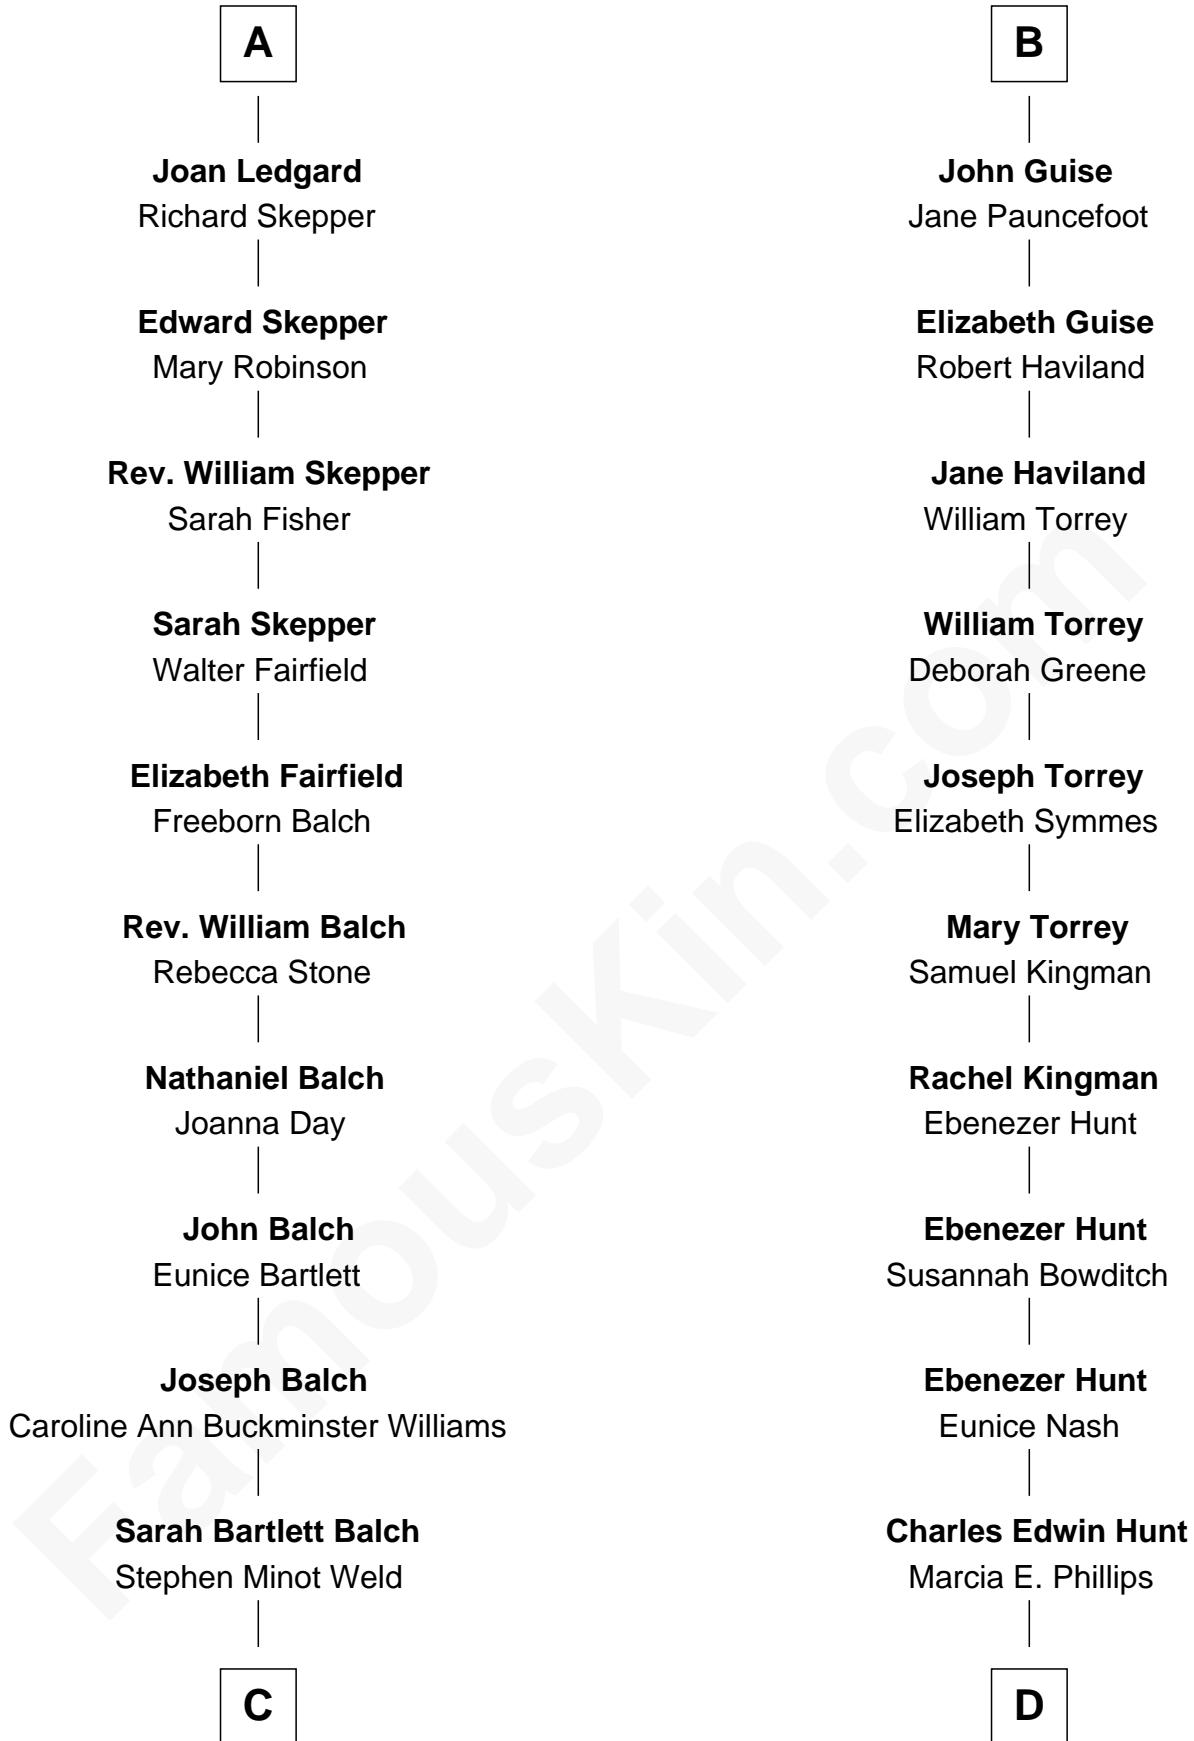 A
Joan Ledgard
Richard Skepper
Edward Skepper
Mary Robinson
Rev. William Skepper
Sarah Fisher
Sarah Skepper
Walter Fairfield
Elizabeth Fairfield
Freeborn Balch
Rev. William Balch
Rebecca Stone
Nathaniel Balch
Joanna Day
John Balch
Eunice Bartlett
Joseph Balch
Caroline Ann Buckminster Williams
Sarah Bartlett Balch
Stephen Minot Weld
C
B
John Guise
Jane Pauncefoot
Elizabeth Guise
Robert Haviland
Jane Haviland
William Torrey
William Torrey
Deborah Greene
Joseph Torrey
Elizabeth Symmes
Mary Torrey
Samuel Kingman
Rachel Kingman
Ebenezer Hunt
Ebenezer Hunt
Susannah Bowditch
Ebenezer Hunt
Eunice Nash
Charles Edwin Hunt
Marcia E. Phillips
D
FamousKin.com